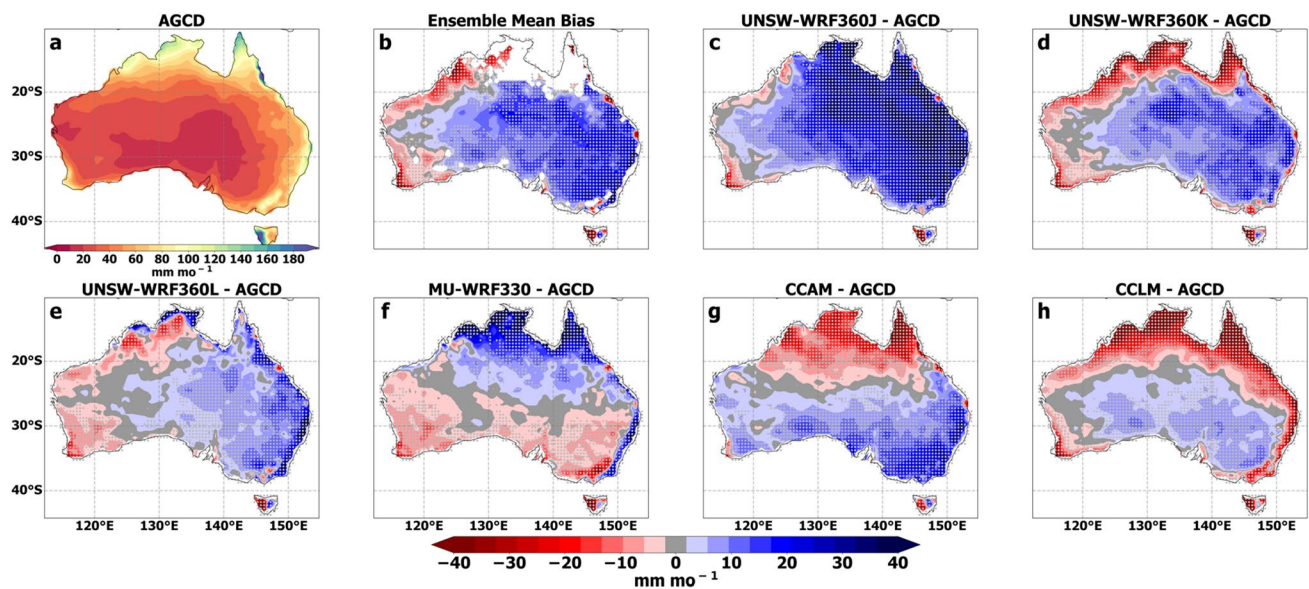 AGCD
Ensemble Mean Bias
UNSW-WRF360J - AGCD
UNSW-WRF360K - AGCD
a
b
c
d
20°S
30°S
40°S
0 20 40 60 80 100 120 140 160 180
mm mo⁻¹
UNSW-WRF360L - AGCD
MU-WRF330 - AGCD
CCAM - AGCD
CCLM - AGCD
e
f
g
h
20°S
30°S
40°S
120°E 130°E 140°E 150°E
120°E 130°E 140°E 150°E
120°E 130°E 140°E 150°E
120°E 130°E 140°E 150°E
−40 −30 −20 −10 0 10 20 30 40
mm mo⁻¹